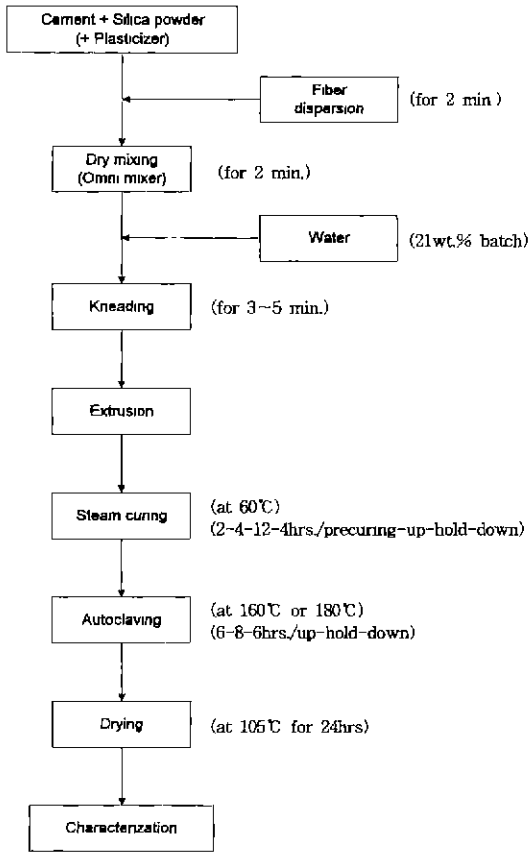 Cement + Silica powder
(+ Plasticizer)
Fiber
dispersion
(for 2 min )
Dry mixing
(Omni mixer)
(for 2 min.)
Water
(21wt.% batch)
Kneading
(for 3~5 min.)
Extrusion
Steam curing
(at 60℃)
(2-4-12-4hrs./precuring-up-hold-down)
Autoclaving
(at 160℃ or 180℃)
(6-8-6hrs./up-hold-down)
Drying
(at 105℃ for 24hrs)
Characterization